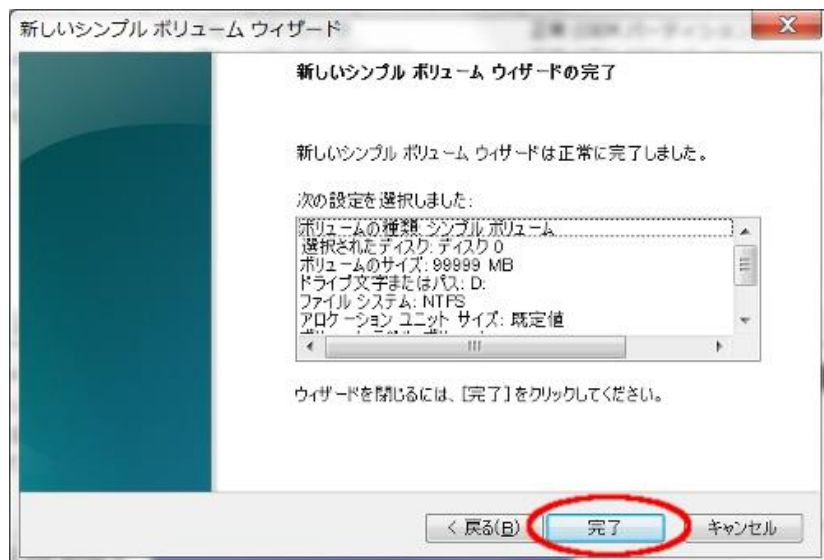 新しいシンプル ボリューム ウィザード
新しいシンプル ボリューム ウィザードの完了
新しいシンプル ボリューム ウィザードは正常に完了しました。
次の設定を選択しました:
ボリュームの種類: シンプル ボリューム
選択されたディスク: ディスク 0
ボリュームのサイズ: 99999 MB
ドライブ文字またはパス: D:
ファイル システム: NTFS
アロケーション ユニット サイズ: 既定値
ウィザードを閉じるには、[完了] をクリックしてください。
< 戻る(B)
完了
キャンセル